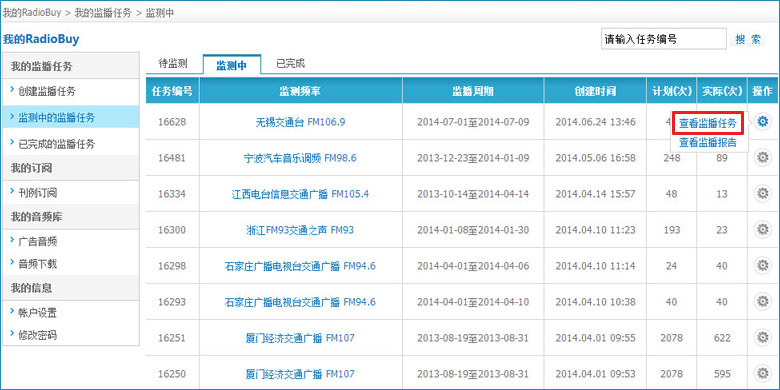 我的RadioBuy > 我的监播任务 > 监测中
我的RadioBuy
请输入任务编号 搜 索
我的监播任务
创建监播任务
监测中的监播任务
已完成的监播任务
我的订阅
刊例订阅
我的音频库
广告音频
音频下载
我的信息
帐户设置
修改密码
待监测 监测中 已完成
任务编号 监测频率 监播周期 创建时间 计划(次) 实际(次) 操作
16628 无锡交通台 FM106.9 2014-07-01至2014-07-09 2014.06.24 13:46
查看监播任务
查看监播报告
16481 宁波汽车音乐调频 FM98.6 2013-12-23至2014-01-09 2014.05.06 16:58 248 89
16334 江西电台信息交通广播 FM105.4 2013-10-14至2014-04-14 2014.04.14 15:57 48 13
16300 浙江FM93交通之声 FM93 2014-01-08至2014-01-30 2014.04.10 11:23 193 23
16298 石家庄广播电视台交通广播 FM94.6 2014-04-01至2014-04-06 2014.04.10 11:14 24 40
16293 石家庄广播电视台交通广播 FM94.6 2014-04-01至2014-04-10 2014.04.10 10:38 40 40
16251 厦门经济交通广播 FM107 2013-08-19至2013-08-31 2014.04.01 09:55 2078 622
16250 厦门经济交通广播 FM107 2013-08-19至2013-08-31 2014.04.01 09:53 2078 595